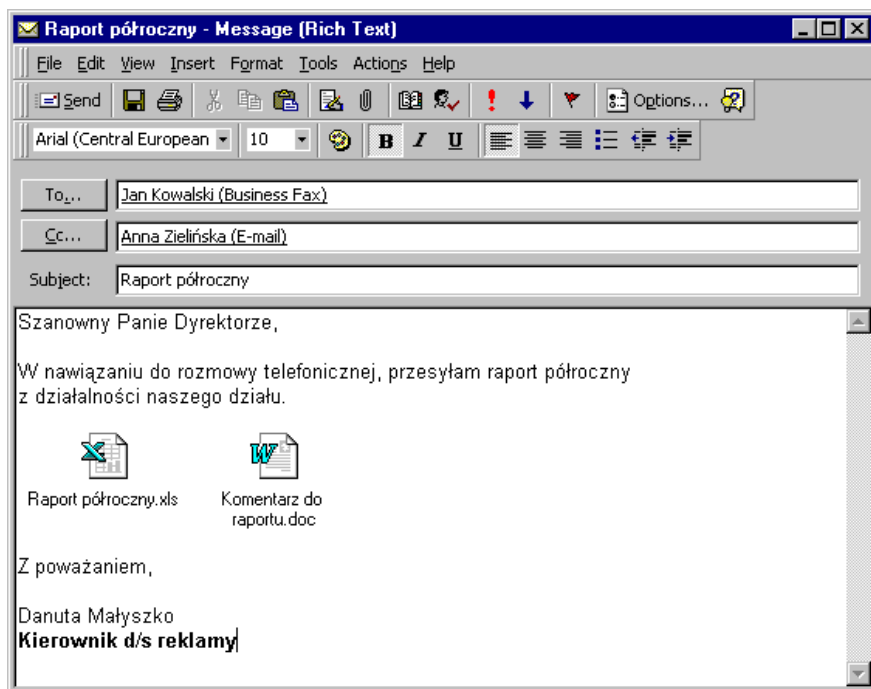 Raport półroczny - Message (Rich Text)
File Edit View Insert Format Tools Actions Help
Send Options...
Arial (Central European 10 B I U
To... Jan Kowalski (Business Fax)
Cc... Anna Zielińska (E-mail)
Subject: Raport półroczny
Szanowny Panie Dyrektorze,
W nawiązaniu do rozmowy telefonicznej, przesyłam raport półroczny
z działalności naszego działu.
Raport półroczny.xls Komentarz do
raportu.doc
Z poważaniem,
Danuta Małyszko
Kierownik d/s reklamy